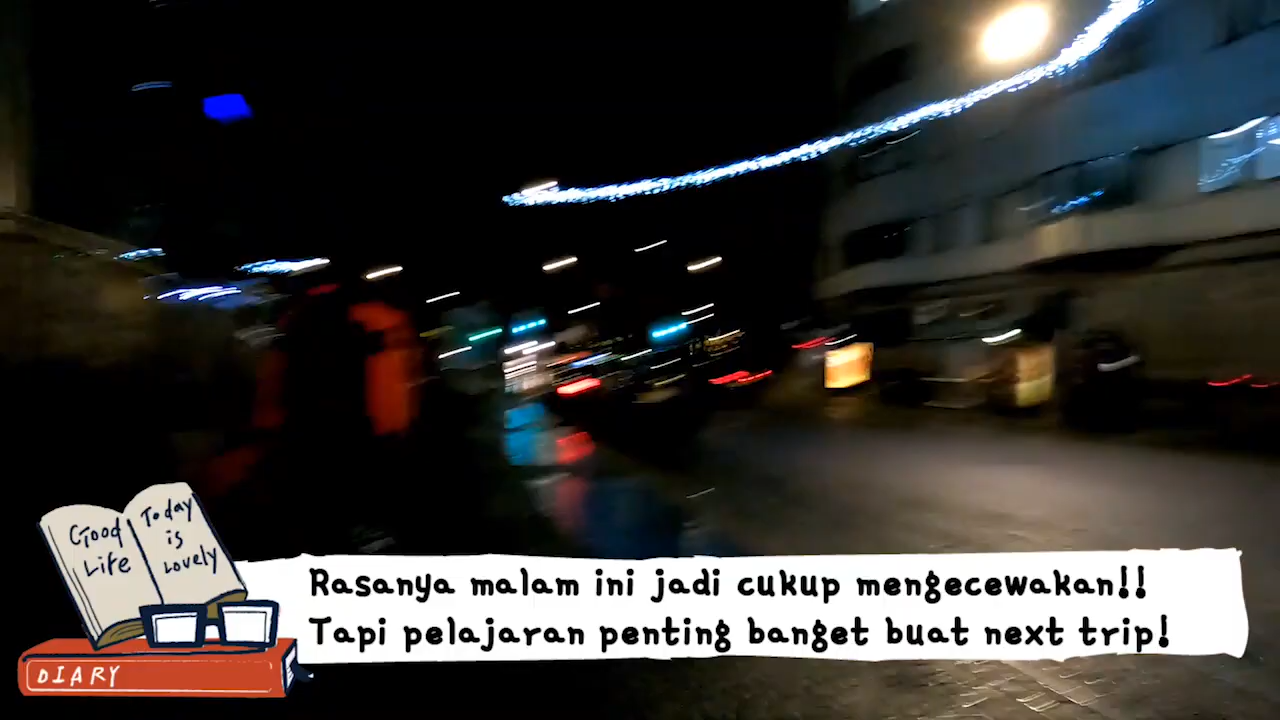 Good
Life
Today
is
Lovely
DIARY
Rasanya malam ini jadi cukup mengecewakan!!
Tapi pelajaran penting banget buat next trip!